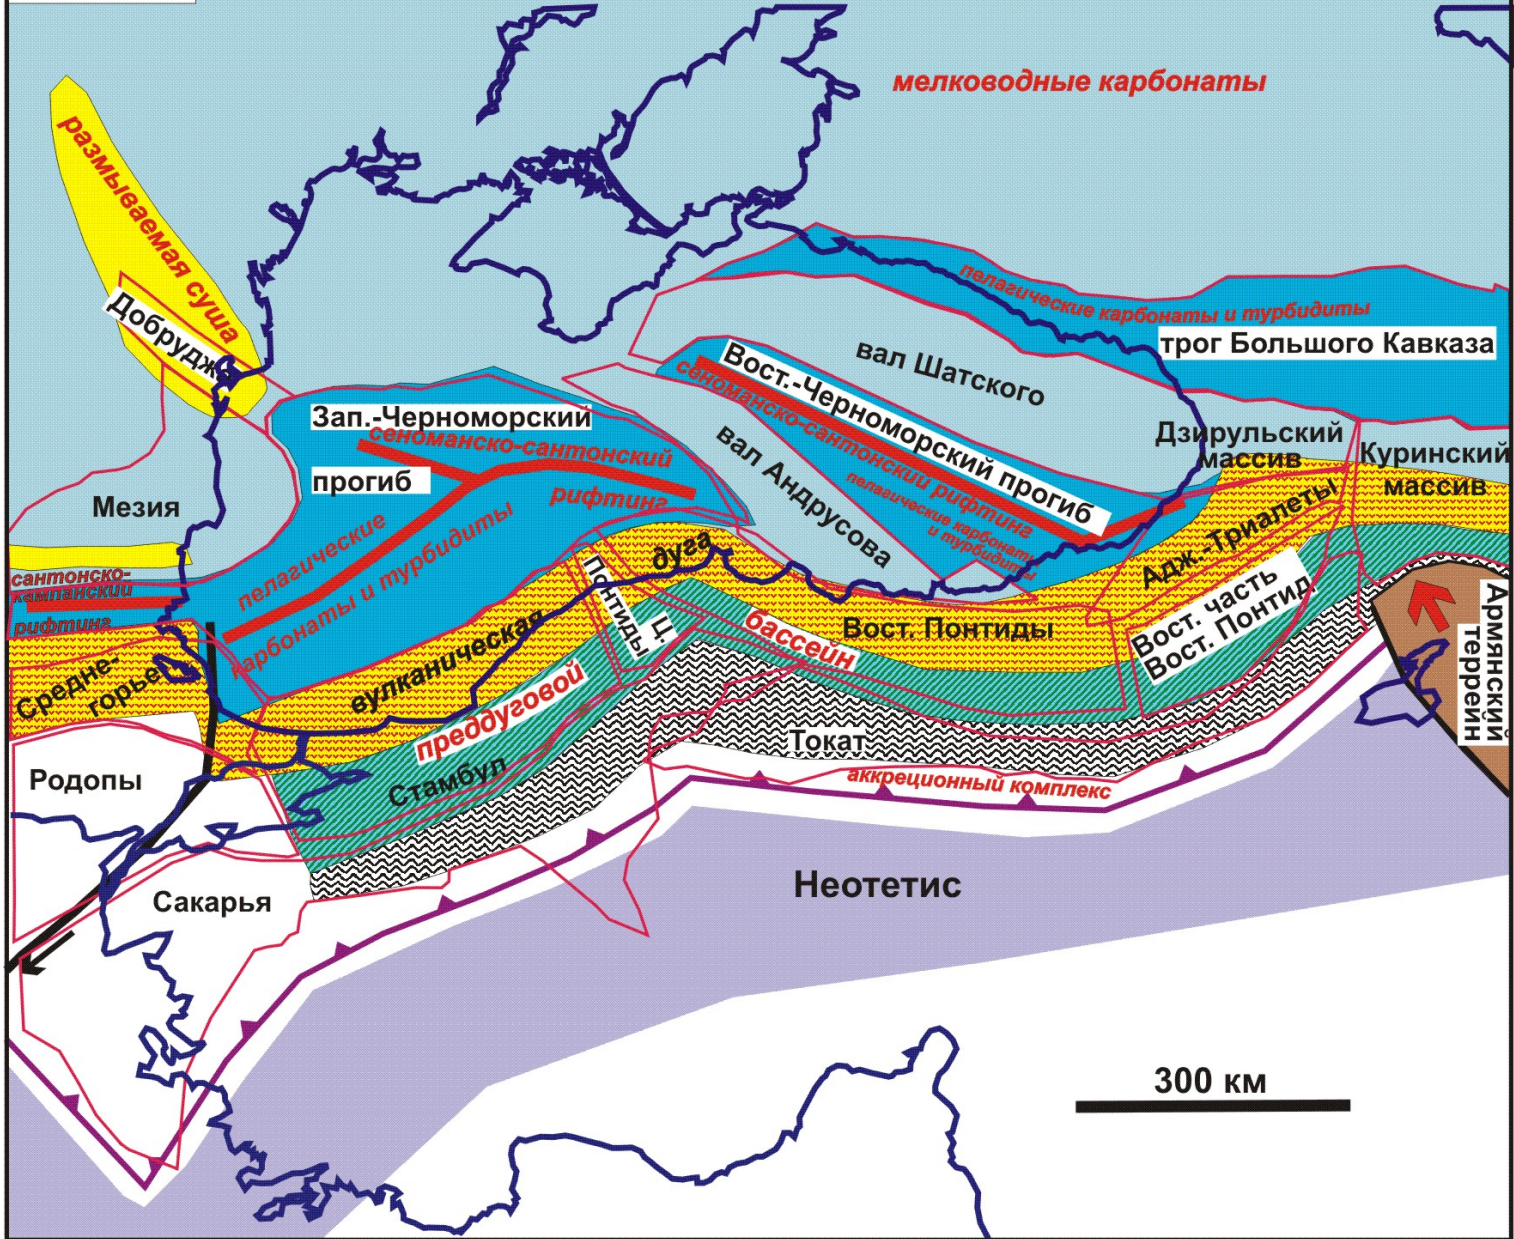 мелководные карбонаты
размываемая суша
Добруджа
пелагические карбонаты и турбидиты
трог Большого Кавказа
вал Шатского
Вост.-Черноморский прогиб
сеноманско-сантонский рифтинг
пелагические карбонаты
и турбидиты
вал Андрусова
Зап.-Черноморский
сеноманско-сантонский
прогиб
рифтинг
пелагические
карбонаты и турбидиты
Дзирульский
массив
Куринский
массив
Мезия
сантонско-
кампанский
рифтинг
Средне-
горье
вулканическая
дуга
Ц.
Понтиды
бассейн
преддуговой
Вост. Понтиды
Адж.-Триалеты
Вост. часть
Вост. Понтид
Армянский
террейн
Стамбул
Токат
аккреционный комплекс
Родопы
Сакарья
Неотетис
300 км